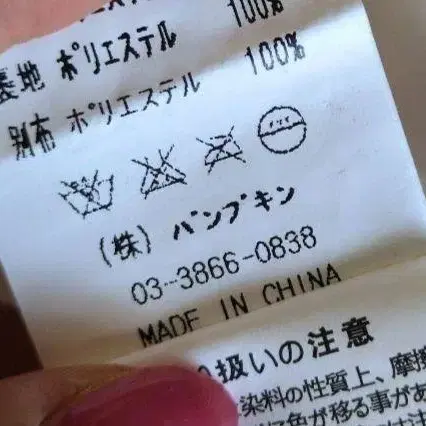 表地 ポリエステル 100%
別布 ポリエステル 100%
(株) パンプキン
03-3866-0838
MADE IN CHINA
扱いの注意
染料の性質上、摩擦
色が移る事があ